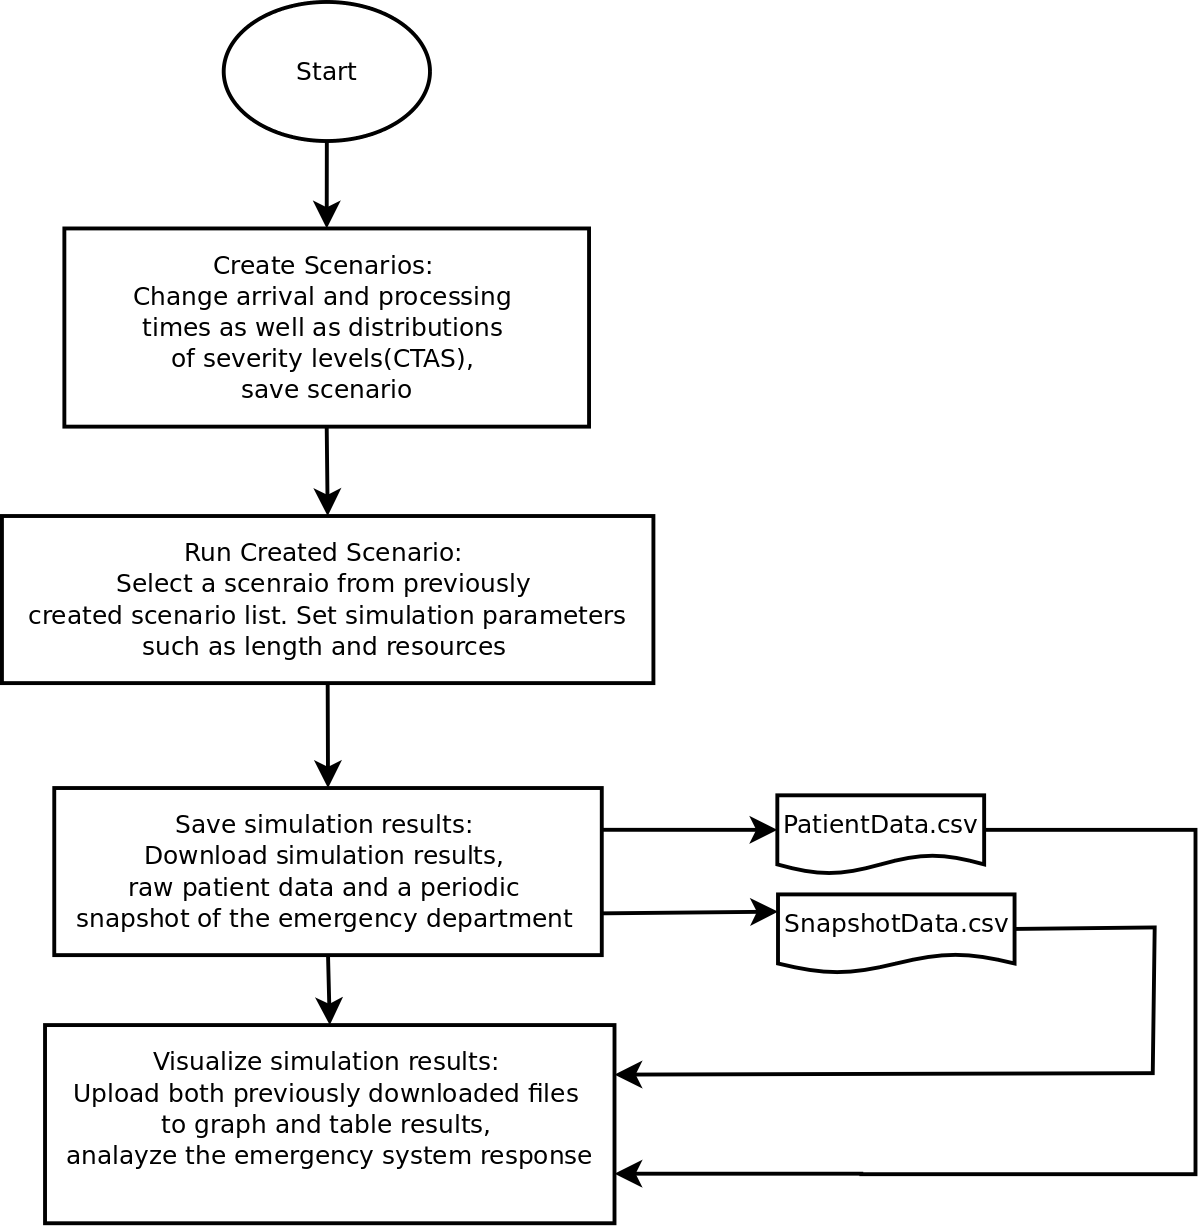 Start
Create Scenarios:
Change arrival and processing
times as well as distributions
of severity levels(CTAS),
save scenario
Run Created Scenario:
Select a scenraio from previously
created scenario list. Set simulation parameters
such as length and resources
Save simulation results:
Download simulation results,
raw patient data and a periodic
snapshot of the emergency department
PatientData.csv
SnapshotData.csv
Visualize simulation results:
Upload both previously downloaded files
to graph and table results,
analayze the emergency system response